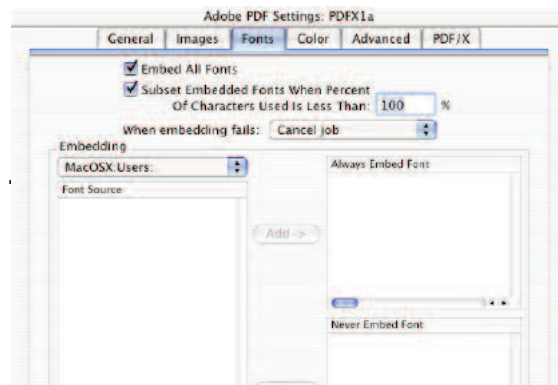 Adobe PDF Settings: PDFX1a
General Images Fonts Color Advanced PDF/X
Embed All Fonts
Subset Embedded Fonts When Percent
Of Characters Used Is Less Than: 100 %
When embedding fails: Cancel job
Embedding
MacOSX:Users:
Always Embed Font
Font Source
Add->
Never Embed Font